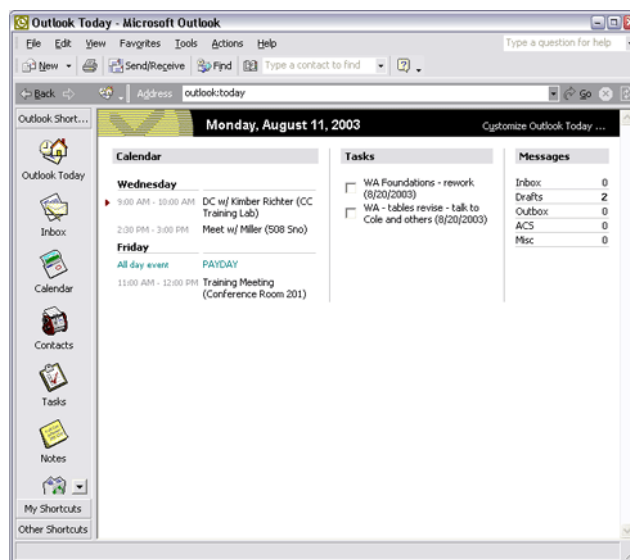 Outlook Today - Microsoft Outlook
File Edit View Favorites Tools Actions Help
Type a question for help
New Send/Receive Find Type a contact to find
Back Address outlook:today Go
Outlook Short...
Monday, August 11, 2003
Customize Outlook Today ...
Outlook Today
Inbox
Calendar
Contacts
Tasks
Notes
My Shortcuts
Other Shortcuts
Calendar
Wednesday
9:00 AM - 10:00 AM DC w/ Kimber Richter (CC
Training Lab)
2:30 PM - 3:00 PM Meet w/ Miller (508 Sno)
Friday
All day event PAYDAY
11:00 AM - 12:00 PM Training Meeting
(Conference Room 201)
Tasks
WA Foundations - rework
(8/20/2003)
WA - tables revise - talk to
Cole and others (8/20/2003)
Messages
Inbox 0
Drafts 2
Outbox 0
ACS 0
Misc 0